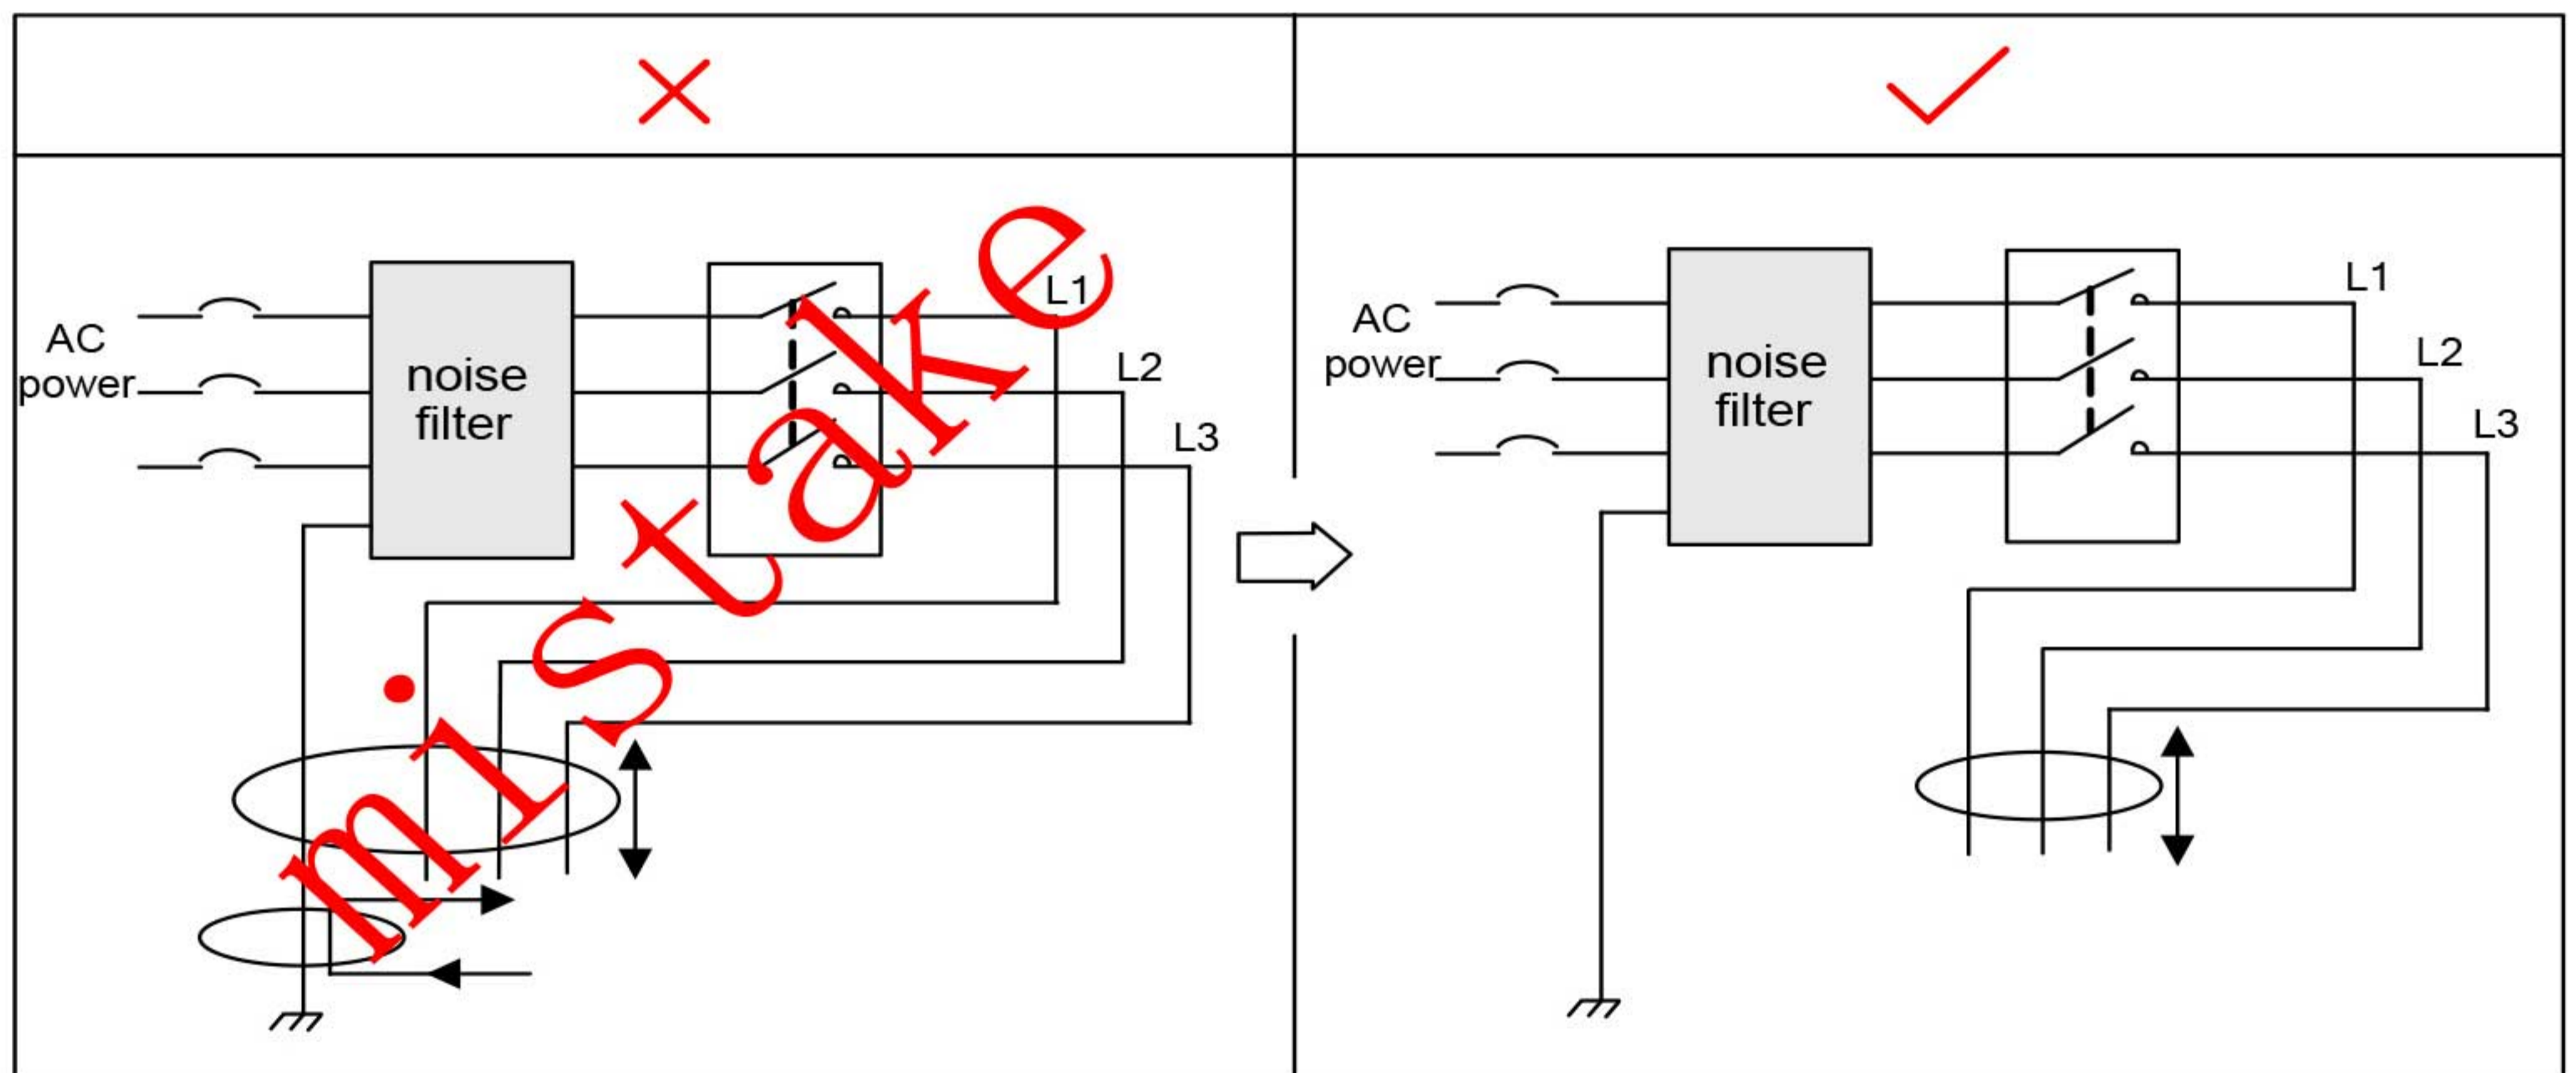 mistake
L1
L2
L3
AC
power
noise
filter
L1
L2
L3
AC
power
noise
filter